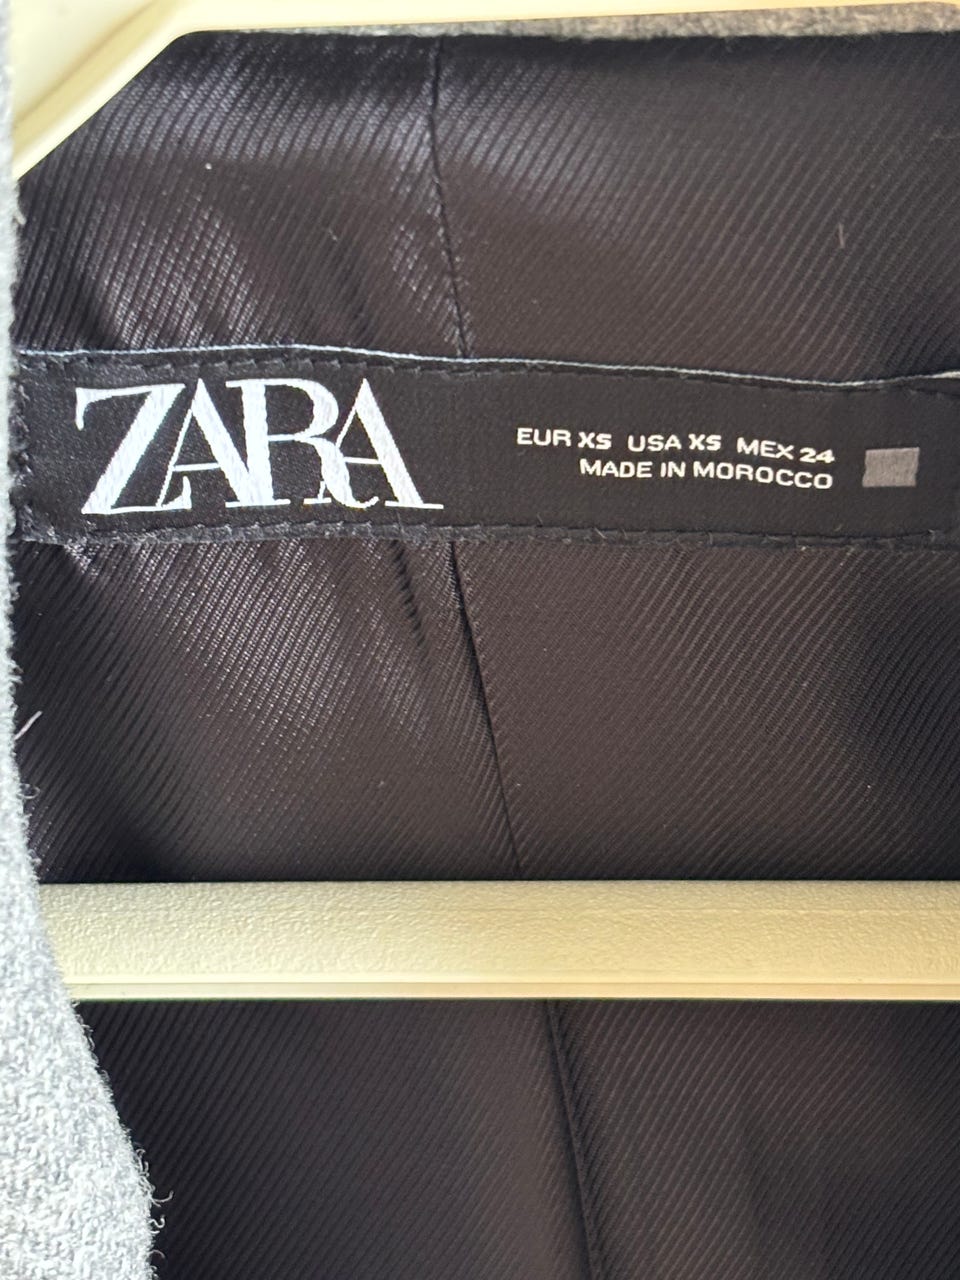 ZARA
EUR XS USA XS MEX 24
MADE IN MOROCCO